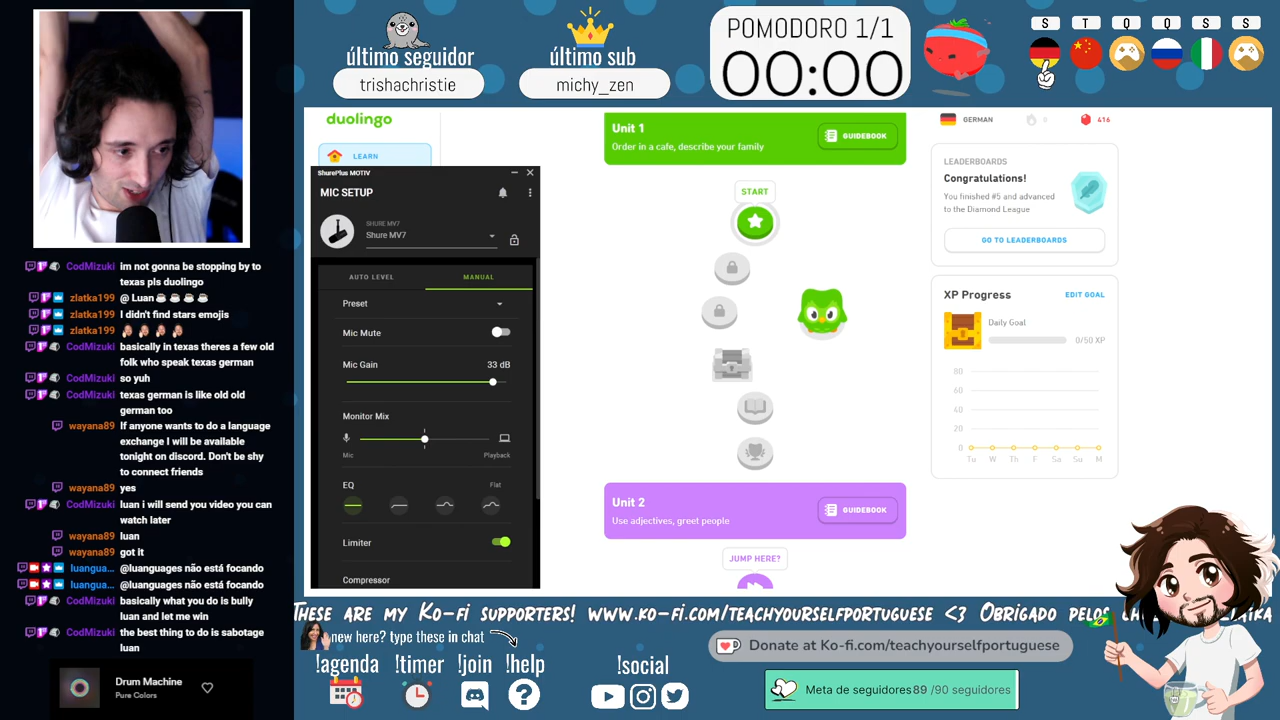 último seguidor
trishachristie
último sub
michy_zen
POMODORO 1/1
00:00
S T Q Q S S
CodMizuki im not gonna be stopping by to
texas pls duolingo
zlatka199 @ Luan
zlatka199 I didn't find stars emojis
zlatka199
CodMizuki basically in texas theres a few old
folk who speak texas german
CodMizuki so yuh
CodMizuki texas german is like old old
german too
wayana89 If anyone wants to do a language
exchange I will be available
tonight on discord. Don't be shy
to connect friends
wayana89 yes
CodMizuki luan i will send you video you can
watch later
wayana89 luan
wayana89 got it
luangua... @luanguages não está focando
luangua... @luanguages não está focando
CodMizuki basically what you do is bully
luan and let me win
CodMizuki the best thing to do is sabotage
luan
Drum Machine
Pure Colors
duolingo
LEARN
ShurePlus MOTIV
MIC SETUP
SHURE MV7
Shure MV7
AUTO LEVEL
MANUAL
Preset
Mic Mute
Mic Gain 33 dB
Monitor Mix
Mic Playback
EQ Flat
Limiter
Compressor
Unit 1
Order in a cafe, describe your family
GUIDEBOOK
START
Unit 2
Use adjectives, greet people
GUIDEBOOK
JUMP HERE?
GERMAN 0 416
LEADERBOARDS
Congratulations!
You finished #5 and advanced
to the Diamond League
GO TO LEADERBOARDS
XP Progress
EDIT GOAL
Daily Goal
0/50 XP
80
60
40
20
0
Tu W Th F Sa Su M
THESE ARE MY KO-FI SUPPORTERS! WWW.KO-FI.COM/TEACHYOURSELFPORTUGUESE <3 OBRIGADO PELOS
new here? type these in chat
!agenda !timer !join !help
!social
Donate at Ko-fi.com/teachyourselfportuguese
Meta de seguidores 89 /90 seguidores